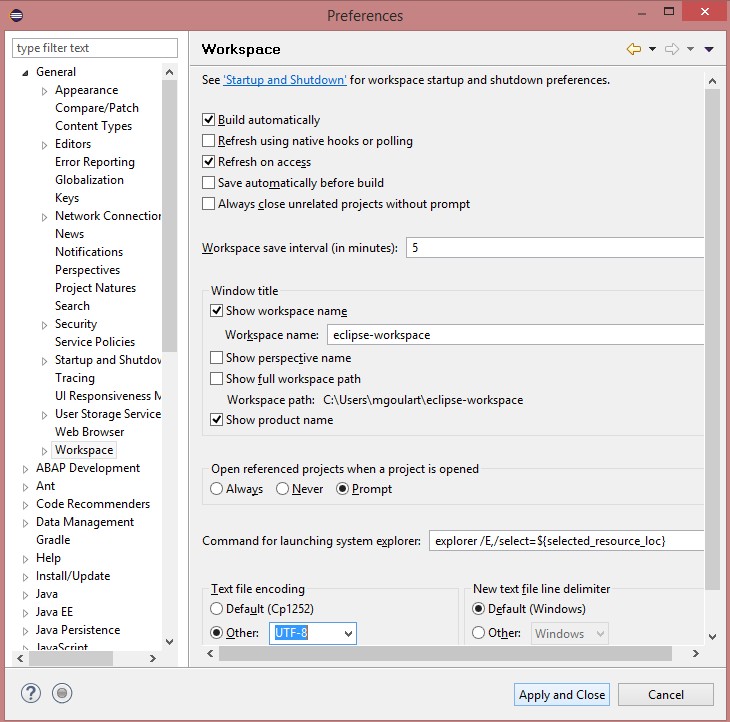 Preferences
type filter text
General
Appearance
Compare/Patch
Content Types
Editors
Error Reporting
Globalization
Keys
Network Connection
News
Notifications
Perspectives
Project Natures
Search
Security
Service Policies
Startup and Shutdov
Tracing
UI Responsiveness M
User Storage Service
Web Browser
Workspace
ABAP Development
Ant
Code Recommenders
Data Management
Gradle
Help
Install/Update
Java
Java EE
Java Persistence
JavaScript
Workspace
See 'Startup and Shutdown' for workspace startup and shutdown preferences.
Build automatically
Refresh using native hooks or polling
Refresh on access
Save automatically before build
Always close unrelated projects without prompt
Workspace save interval (in minutes): 5
Window title
Show workspace name
Workspace name: eclipse-workspace
Show perspective name
Show full workspace path
Workspace path: C:\Users\mgoulart\eclipse-workspace
Show product name
Open referenced projects when a project is opened
Always Never Prompt
Command for launching system explorer: explorer /E,/select=${selected_resource_loc}
Text file encoding
Default (Cp1252)
Other: UTF-8
New text file line delimiter
Default (Windows)
Other: Windows
Apply and Close Cancel